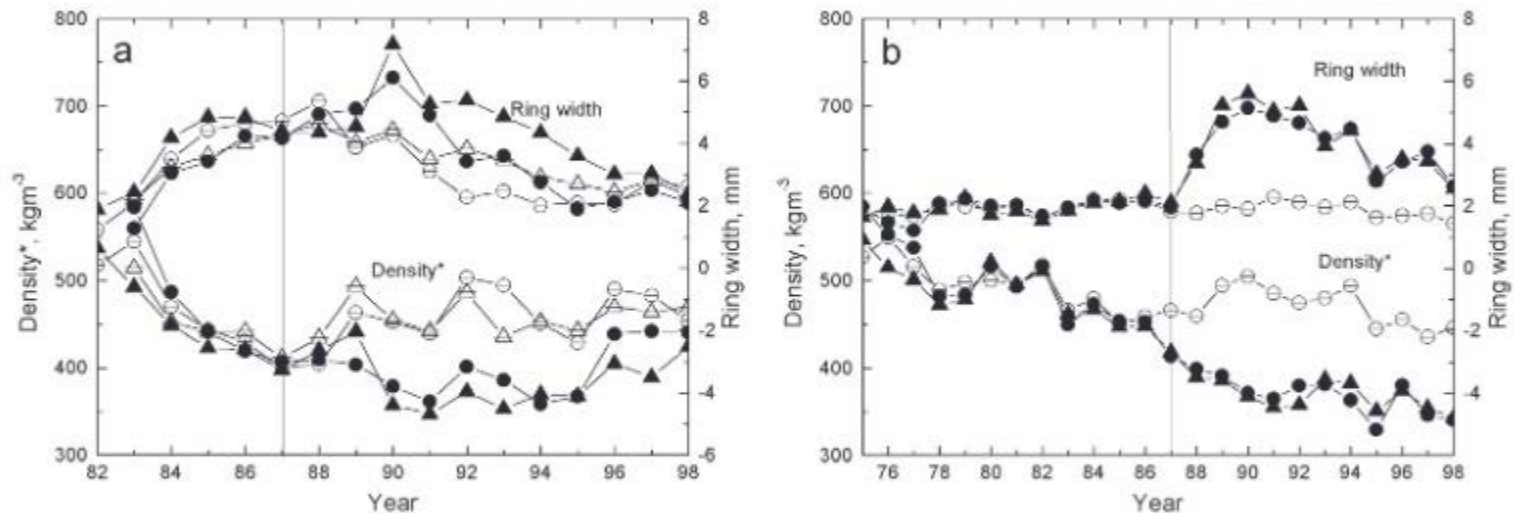 a
800
700
600
500
400
300
Density*, kgm-3
8
6
4
2
0
-2
-4
-6
Ring width, mm
Ring width
Density*
82 84 86 88 90 92 94 96 98
Year
b
800
700
600
500
400
300
Density, kgm-3
8
6
4
2
0
-2
-4
Ring width, mm
Ring width
Density*
76 78 80 82 84 86 88 90 92 94 96 98
Year